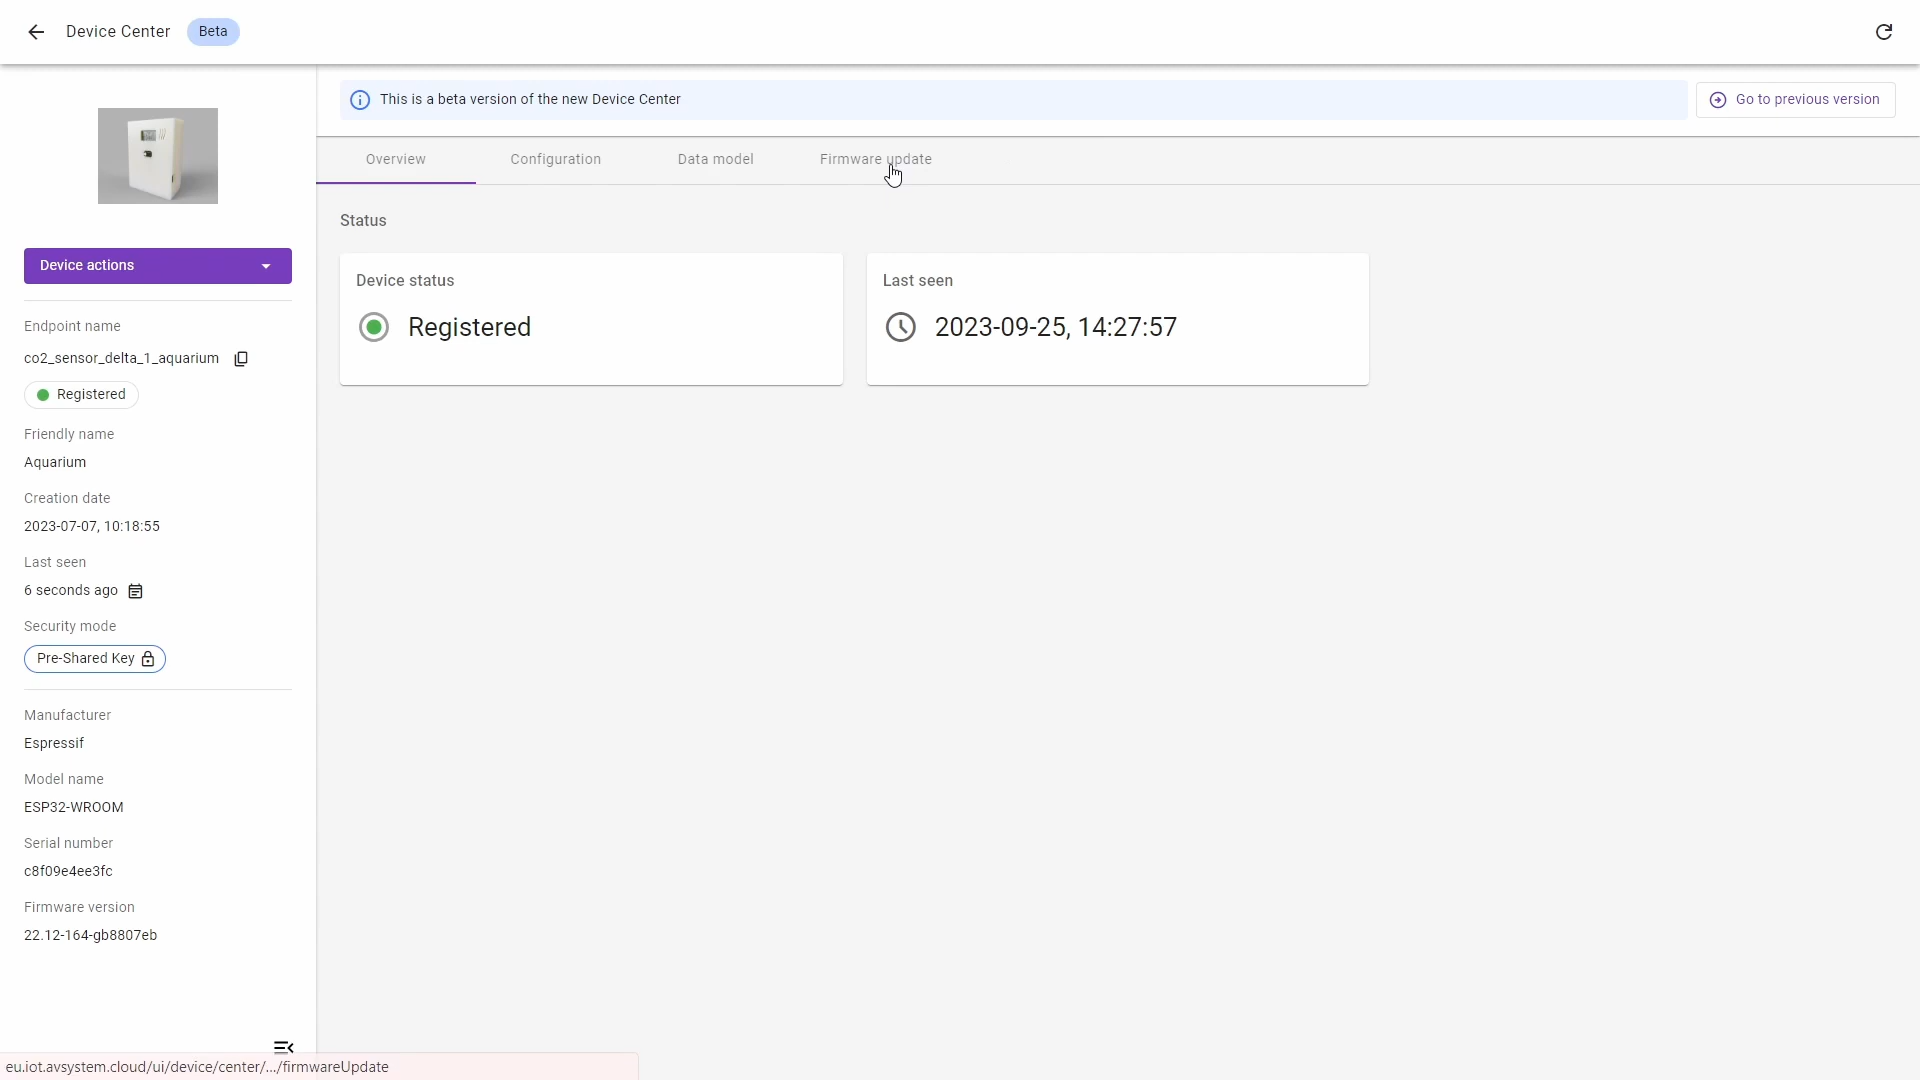 Device Center
Beta
This is a beta version of the new Device Center
Go to previous version
Overview
Configuration
Data model
Firmware update
Device actions
Endpoint name
co2_sensor_delta_1_aquarium
Registered
Friendly name
Aquarium
Creation date
2023-07-07, 10:18:55
Last seen
6 seconds ago
Security mode
Pre-Shared Key
Manufacturer
Espressif
Model name
ESP32-WROOM
Serial number
c8f09e4ee3fc
Firmware version
22.12-164-gb8807eb
Status
Device status
Registered
Last seen
2023-09-25, 14:27:57
eu.iot.avsystem.cloud/ui/device/center/.../firmwareUpdate